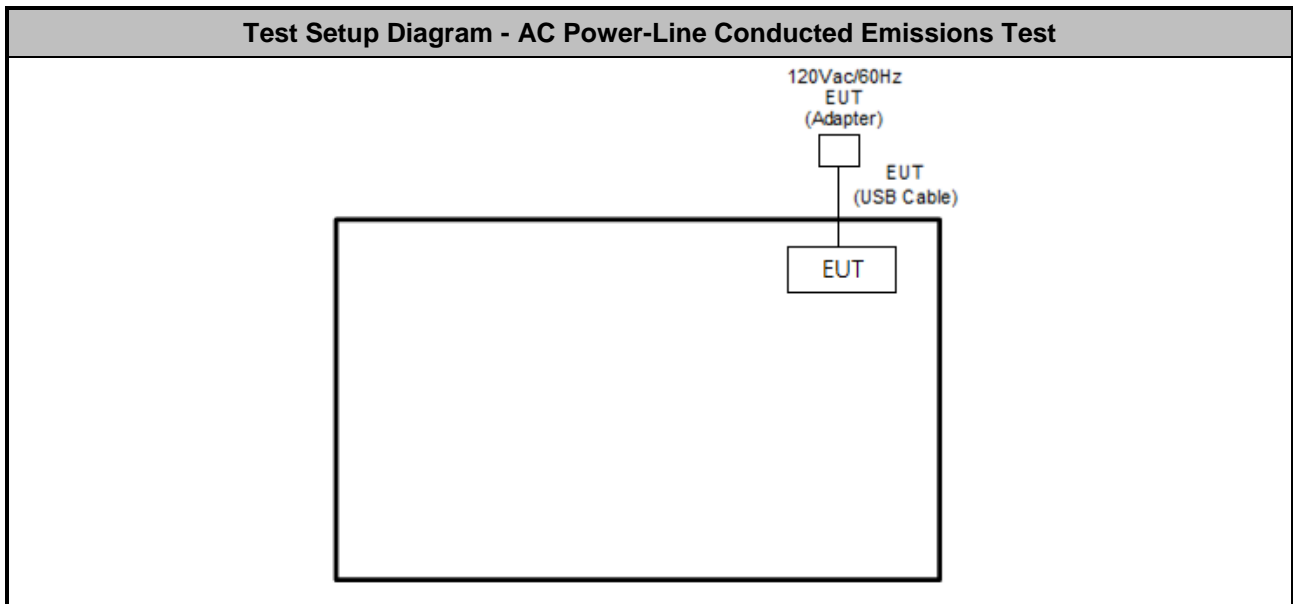 Test Setup Diagram - AC Power-Line Conducted Emissions Test
120Vac/60Hz
EUT
(Adapter)
EUT
(USB Cable)
EUT